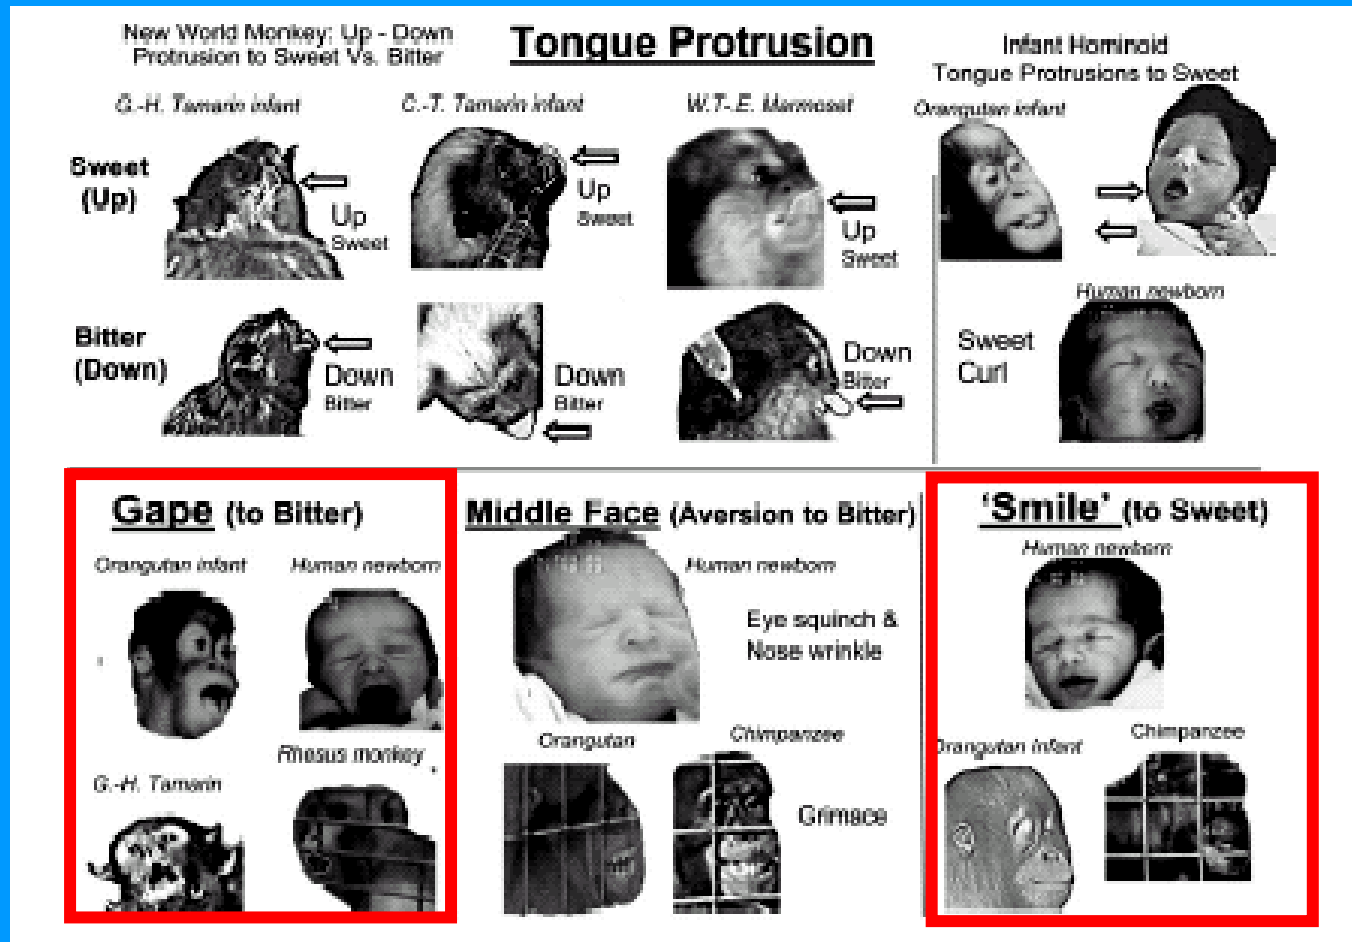 New World Monkey: Up - Down
Protrusion to Sweet Vs. Bitter
Tongue Protrusion
Infant Hominoid
Tongue Protrusions to Sweet
G.-H. Tamarin infant
C.-T. Tamarin infant
W.T-.E. Marmoset
Orangutan infant
Sweet
(Up)
Up
Sweet
Up
Sweet
Up
Sweet
Human newborn
Bitter
(Down)
Down
Bitter
Down
Bitter
Down
Bitter
Sweet
Curl
Gape (to Bitter)
Middle Face (Aversion to Bitter)
'Smile' (to Sweet)
Orangutan infant
Human newborn
Human newborn
Human newborn
Eye squinch &
Nose wrinkle
Rhesus monkey
Orangutan
Chimpanzee
Orangutan infant
Chimpanzee
G.-H. Tamarin
Grimace